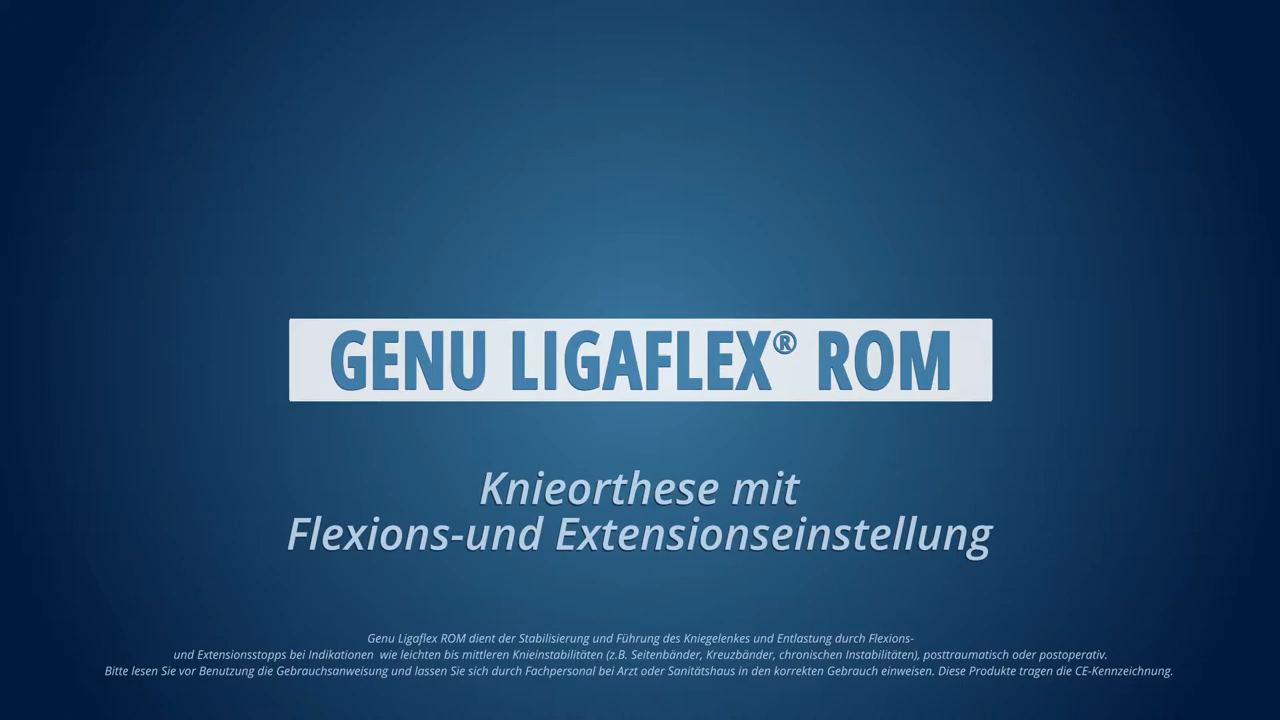 GENU LIGAFLEX® ROM
Knieorthese mit
Flexions-und Extensionseinstellung
Genu Ligaflex ROM dient der Stabilisierung und Führung des Kniegelenkes und Entlastung durch Flexions-
und Extensionsstopps bei Indikationen wie leichten bis mittleren Knieinstabilitäten (z.B. Seitenbänder, Kreuzbänder, chronischen Instabilitäten), posttraumatisch oder postoperativ.
Bitte lesen Sie vor Benutzung die Gebrauchsanweisung und lassen Sie sich durch Fachpersonal bei Arzt oder Sanitätshaus in den korrekten Gebrauch einweisen. Diese Produkte tragen die CE-Kennzeichnung.